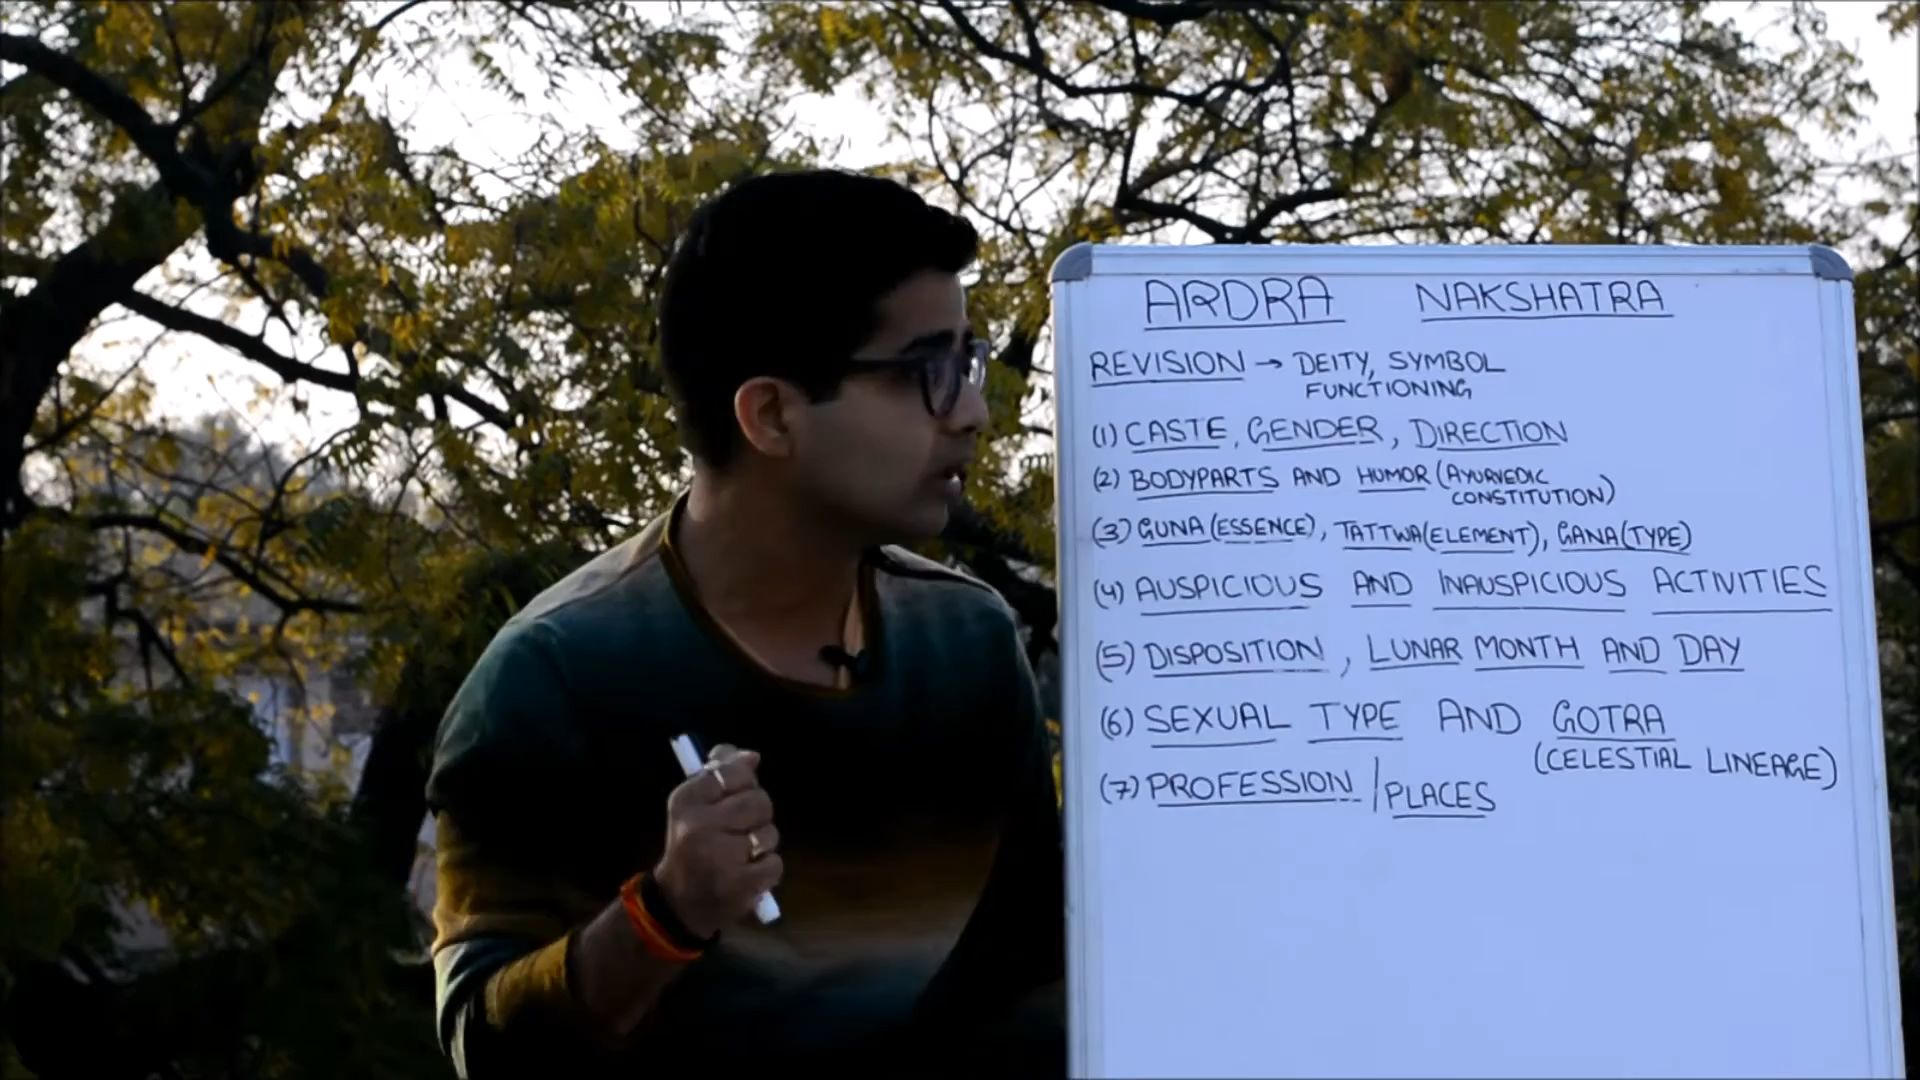 ARDRA NAKSHATRA
REVISION → DEITY, SYMBOL
FUNCTIONING
(1) CASTE, GENDER, DIRECTION
(2) BODYPARTS AND HUMOR (AYURVEDIC
CONSTITUTION)
(3) GUNA (ESSENCE), TATTWA (ELEMENT), GANA (TYPE)
(4) AUSPICIOUS AND INAUSPICIOUS ACTIVITIES
(5) DISPOSITION, LUNAR MONTH AND DAY
(6) SEXUAL TYPE AND GOTRA
(CELESTIAL LINEAGE)
(7) PROFESSION / PLACES